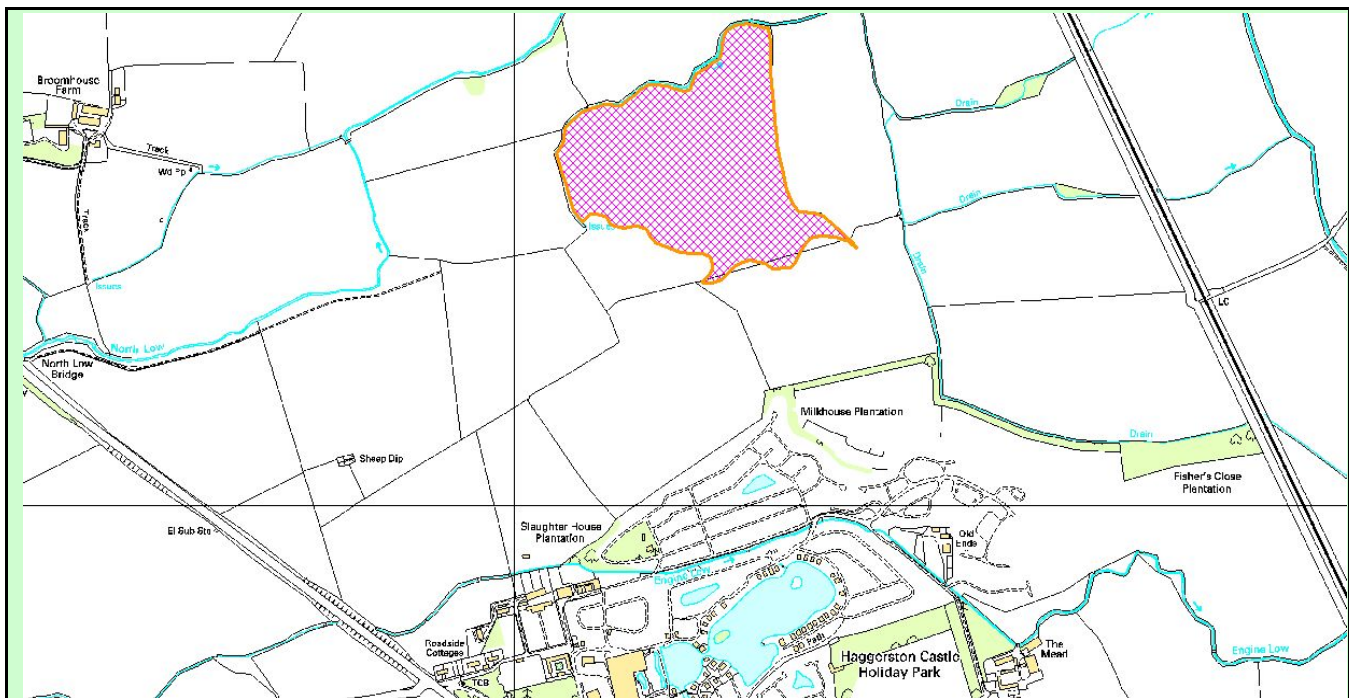 Broomhouse
Farm
Track
Wd Pp
Track
Issues
Issues
Drain
Drain
Drain
LC
North Low
North Low
Bridge
Milkhouse Plantation
Drain
Fisher's Close
Plantation
Sheep Dip
El Sub Sta
Slaughter House
Plantation
Engine Low
Old
Roadside
Cottages
TCB
Path
Haggerston Castle
Holiday Park
The
Mead
Engine Low